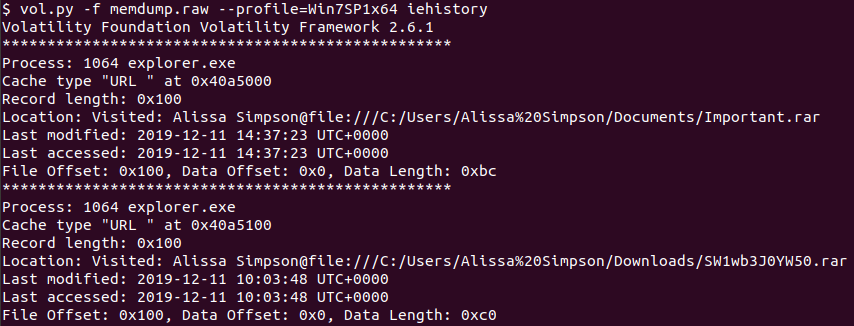 $ vol.py -f memdump.raw --profile=Win7SP1x64 iehistory
Volatility Foundation Volatility Framework 2.6.1
**************************************************
Process: 1064 explorer.exe
Cache type "URL " at 0x40a5000
Record length: 0x100
Location: Visited: Alissa Simpson@file:///C:/Users/Alissa%20Simpson/Documents/Important.rar
Last modified: 2019-12-11 14:37:23 UTC+0000
Last accessed: 2019-12-11 14:37:23 UTC+0000
File Offset: 0x100, Data Offset: 0x0, Data Length: 0xbc
**************************************************
Process: 1064 explorer.exe
Cache type "URL " at 0x40a5100
Record length: 0x100
Location: Visited: Alissa Simpson@file:///C:/Users/Alissa%20Simpson/Downloads/SW1wb3J0YW50.rar
Last modified: 2019-12-11 10:03:48 UTC+0000
Last accessed: 2019-12-11 10:03:48 UTC+0000
File Offset: 0x100, Data Offset: 0x0, Data Length: 0xc0